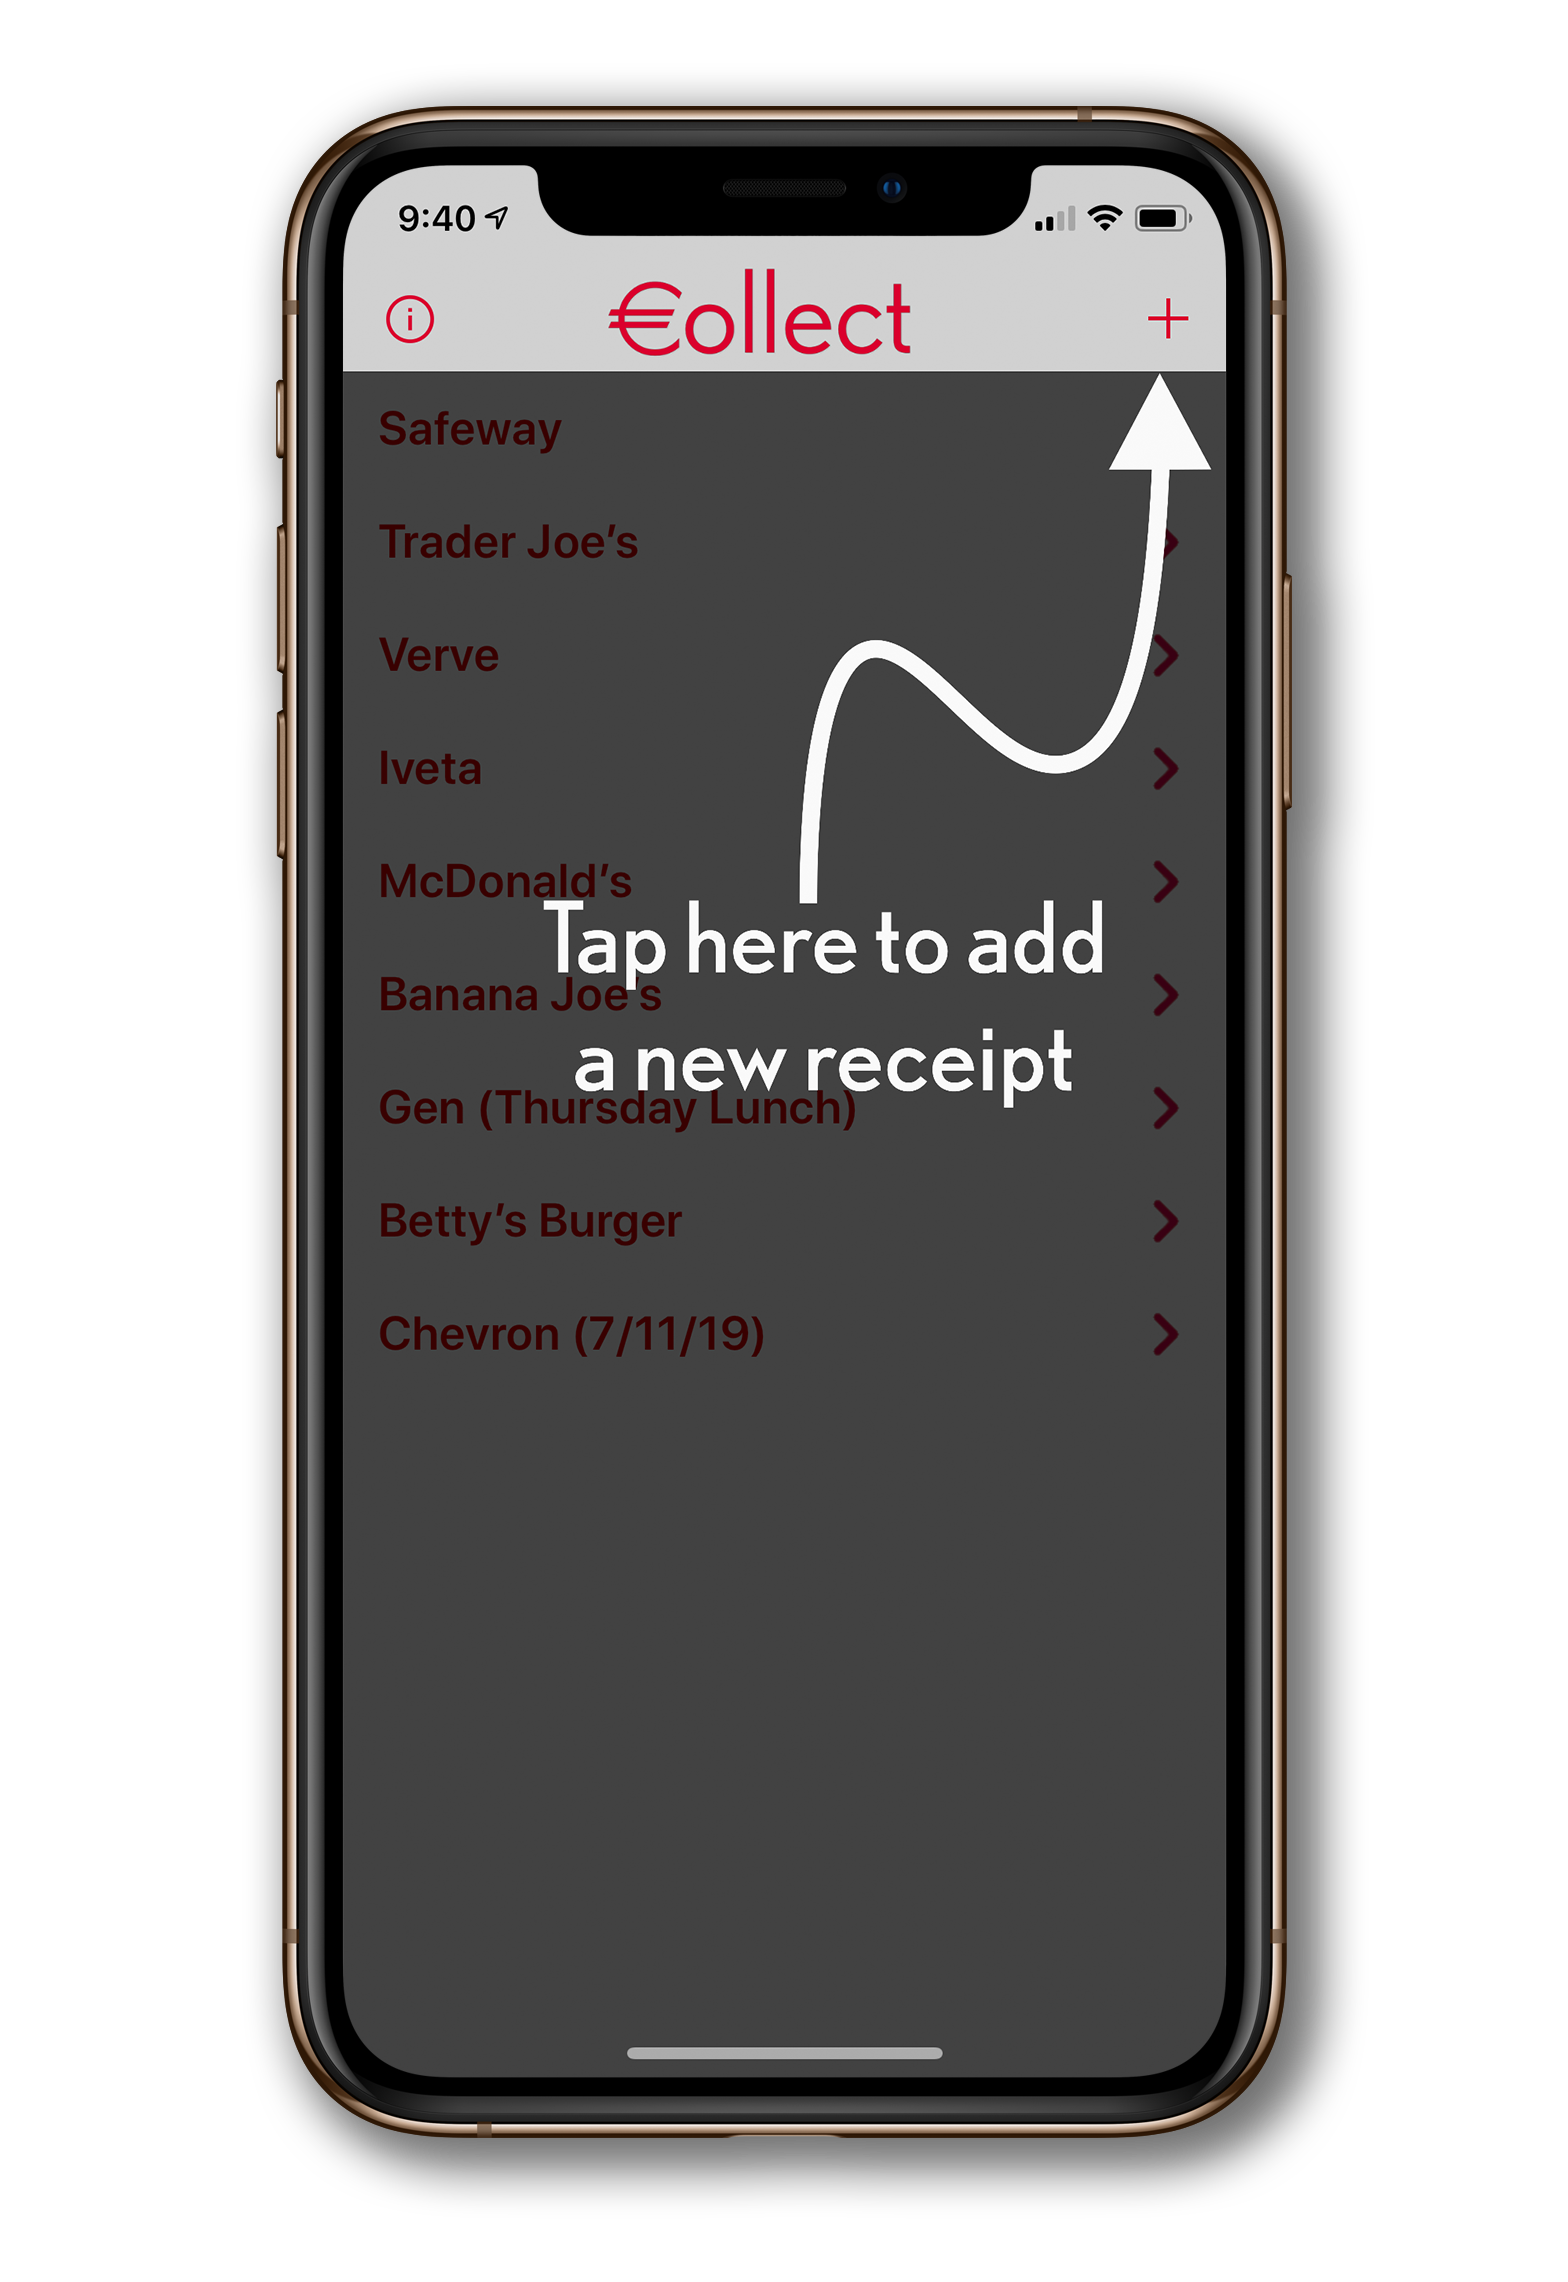 9:40
€ollect
Safeway
Trader Joe’s
Verve
Iveta
McDonald’s
Tap here to add
Banana Joe’s
a new receipt
Gen (Thursday Lunch)
Betty’s Burger
Chevron (7/11/19)